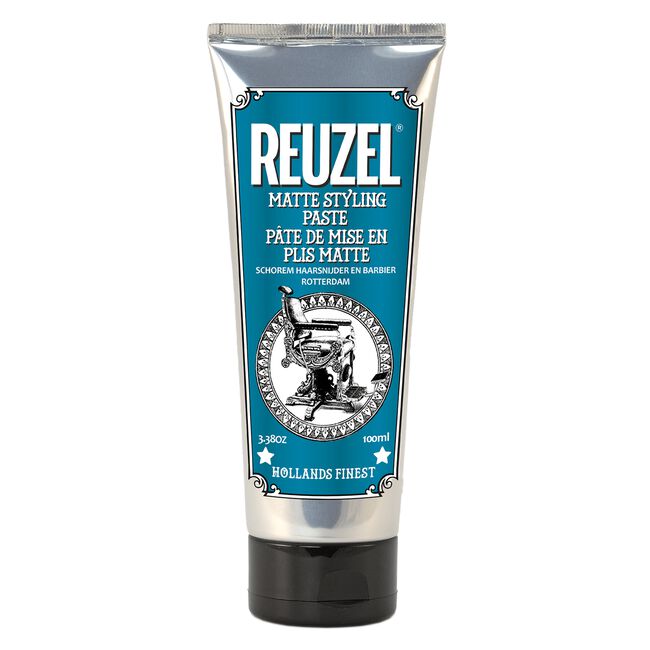 REUZEL®
MATTE STYLING
PASTE
PÂTE DE MISE EN
PLIS MATTE
SCHOREM HAARSNIJDER EN BARBIER
ROTTERDAM
3.38OZ 100ml
HOLLANDS FINEST